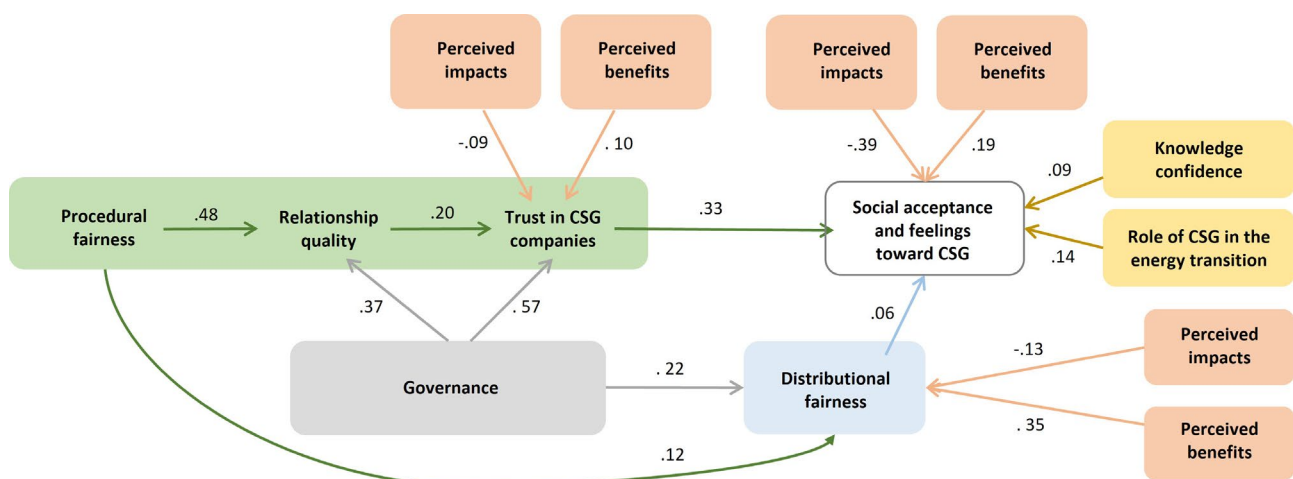 Perceived
impacts
Perceived
benefits
Perceived
impacts
Perceived
benefits
-.09
. 10
-.39
.19
Knowledge
confidence
.09
Procedural
fairness
.48
Relationship
quality
.20
Trust in CSG
companies
.33
Social acceptance
and feelings
toward CSG
Role of CSG in the
energy transition
.14
.37
. 57
.06
Governance
. 22
Distributional
fairness
-.13
Perceived
impacts
. 35
Perceived
benefits
.12